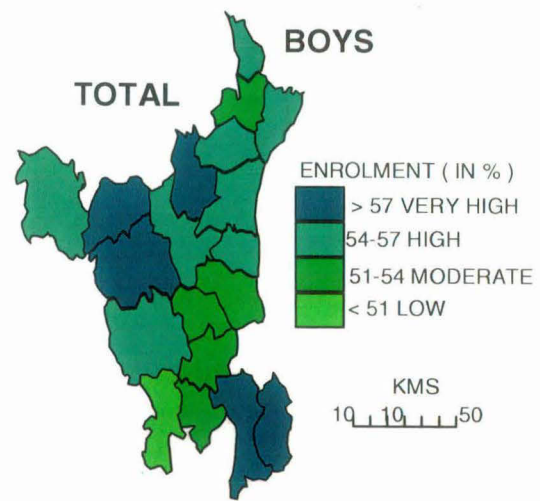 BOYS
TOTAL
ENROLMENT ( IN % )
> 57 VERY HIGH
54-57 HIGH
51-54 MODERATE
< 51 LOW
KMS
10 10 50